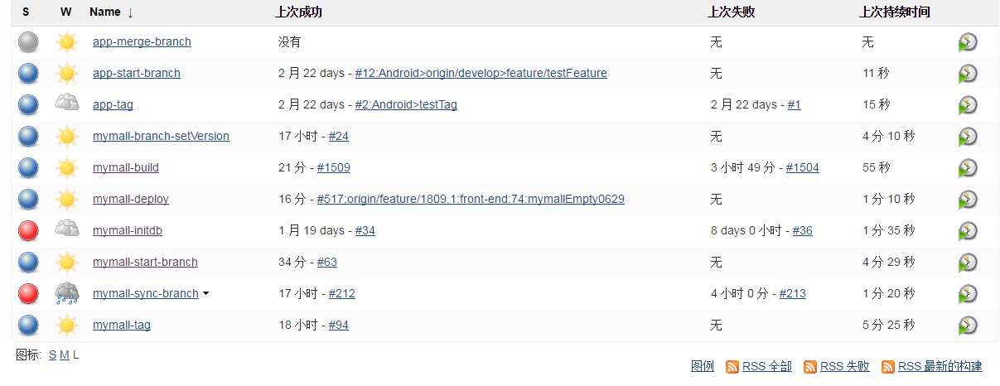 S W Name ↓ 上次成功 上次失败 上次持续时间
app-merge-branch 没有 无 无
app-start-branch 2 月 22 days - #12:Android>origin/develop>feature/testFeature 无 11 秒
app-tag 2 月 22 days - #2:Android>testTag 2 月 22 days - #1 15 秒
mymall-branch-setVersion 17 小时 - #24 无 4 分 10 秒
mymall-build 21 分 - #1509 3 小时 49 分 - #1504 55 秒
mymall-deploy 16 分 - #517:origin/feature/1809.1:front-end:74:mymallEmpty0629 无 1 分 10 秒
mymall-initdb 1 月 19 days - #34 8 days 0 小时 - #36 1 分 35 秒
mymall-start-branch 34 分 - #63 无 4 分 29 秒
mymall-sync-branch 17 小时 - #212 4 小时 0 分 - #213 1 分 20 秒
mymall-tag 18 小时 - #94 无 5 分 25 秒
图标: S M L
图例 RSS 全部 RSS 失败 RSS 最新的构建